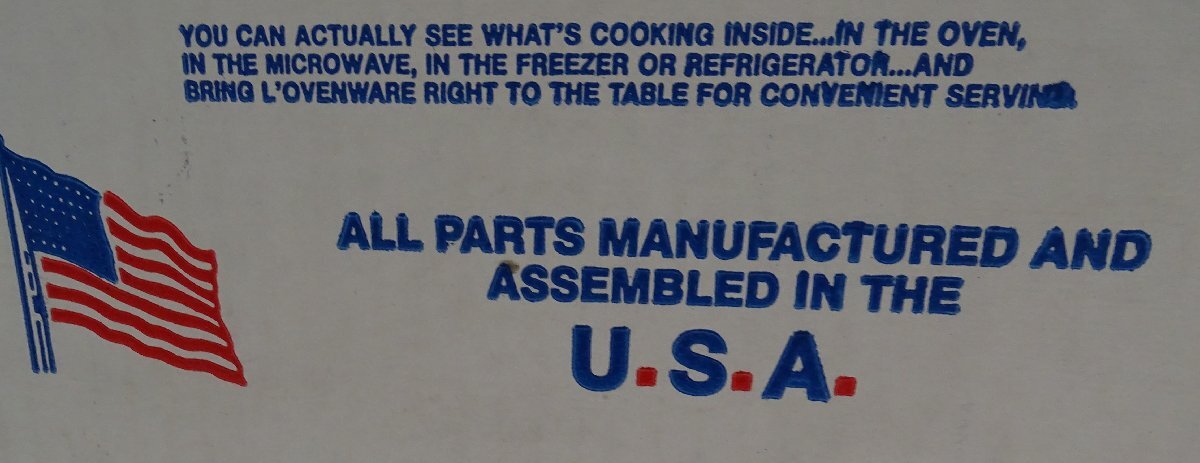 YOU CAN ACTUALLY SEE WHAT'S COOKING INSIDE...IN THE OVEN,
IN THE MICROWAVE, IN THE FREEZER OR REFRIGERATOR...AND
BRING L'OVENWARE RIGHT TO THE TABLE FOR CONVENIENT SERVING
ALL PARTS MANUFACTURED AND
ASSEMBLED IN THE
U.S.A.